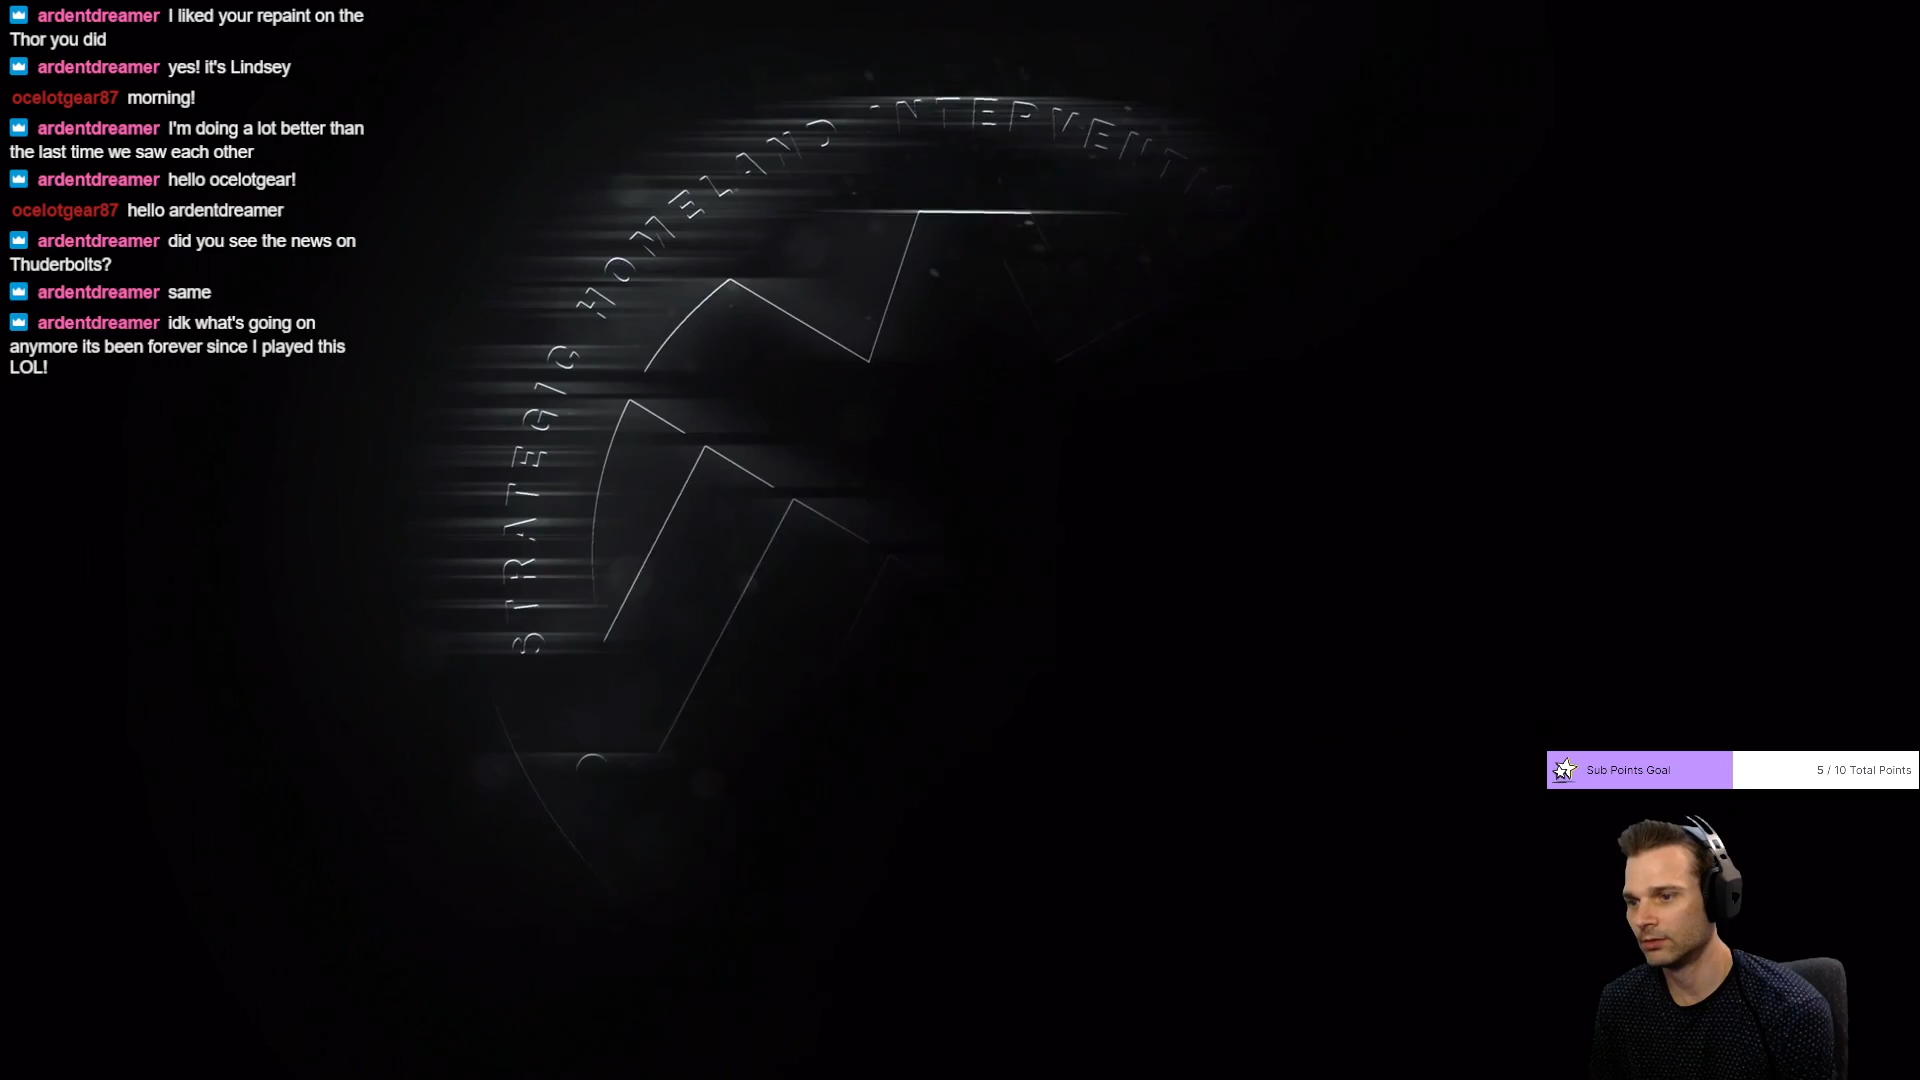 ardentdreamer I liked your repaint on the
Thor you did
ardentdreamer yes! it's Lindsey
ocelotgear87 morning!
ardentdreamer I'm doing a lot better than
the last time we saw each other
ardentdreamer hello ocelotgear!
ocelotgear87 hello ardentdreamer
ardentdreamer did you see the news on
Thuderbolts?
ardentdreamer same
ardentdreamer idk what's going on
anymore its been forever since I played this
LOL!
STRATEGIC HOMELAND
Sub Points Goal 5 / 10 Total Points